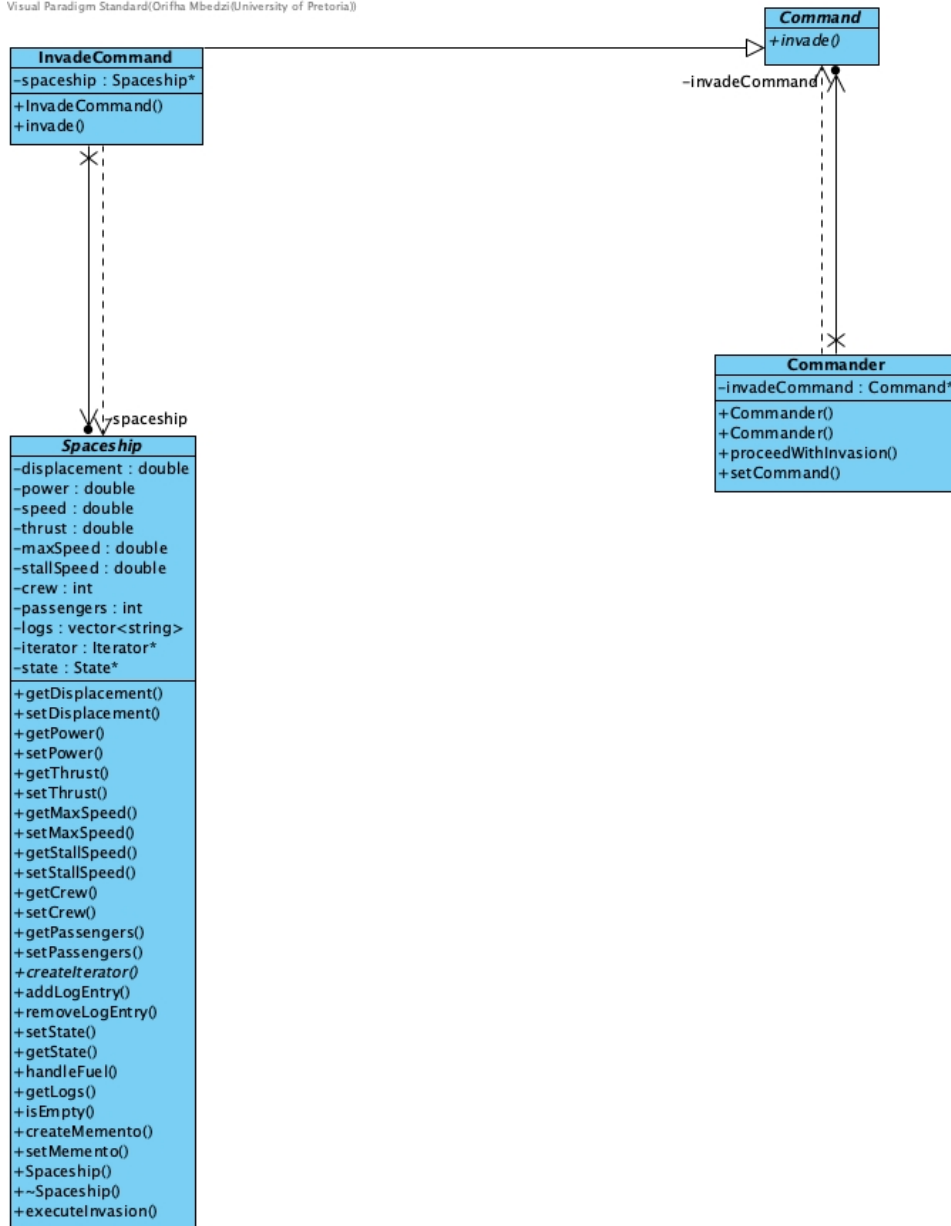 Visual Paradigm Standard(Orifha Mbedzi(University of Pretoria))
Command
+invade()
InvadeCommand
-spaceship : Spaceship*
+InvadeCommand()
+invade()
-invadeCommand
Commander
-invadeCommand : Command*
+Commander()
+Commander()
+proceedWithInvasion()
+setCommand()
-spaceship
Spaceship
-displacement : double
-power : double
-speed : double
-thrust : double
-maxSpeed : double
-stallSpeed : double
-crew : int
-passengers : int
-logs : vector<string>
-iterator : Iterator*
-state : State*
+getDisplacement()
+setDisplacement()
+getPower()
+setPower()
+getThrust()
+setThrust()
+getMaxSpeed()
+setMaxSpeed()
+getStallSpeed()
+setStallSpeed()
+getCrew()
+setCrew()
+getPassengers()
+setPassengers()
+createIterator()
+addLogEntry()
+removeLogEntry()
+setState()
+getState()
+handleFuel()
+getLogs()
+isEmpty()
+createMemento()
+setMemento()
+Spaceship()
+~Spaceship()
+executeInvasion()